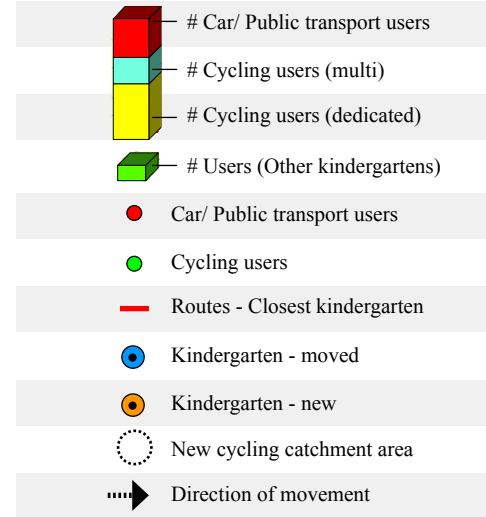 # Car/ Public transport users
# Cycling users (multi)
# Cycling users (dedicated)
# Users (Other kindergartens)
Car/ Public transport users
Cycling users
Routes - Closest kindergarten
Kindergarten - moved
Kindergarten - new
New cycling catchment area
Direction of movement